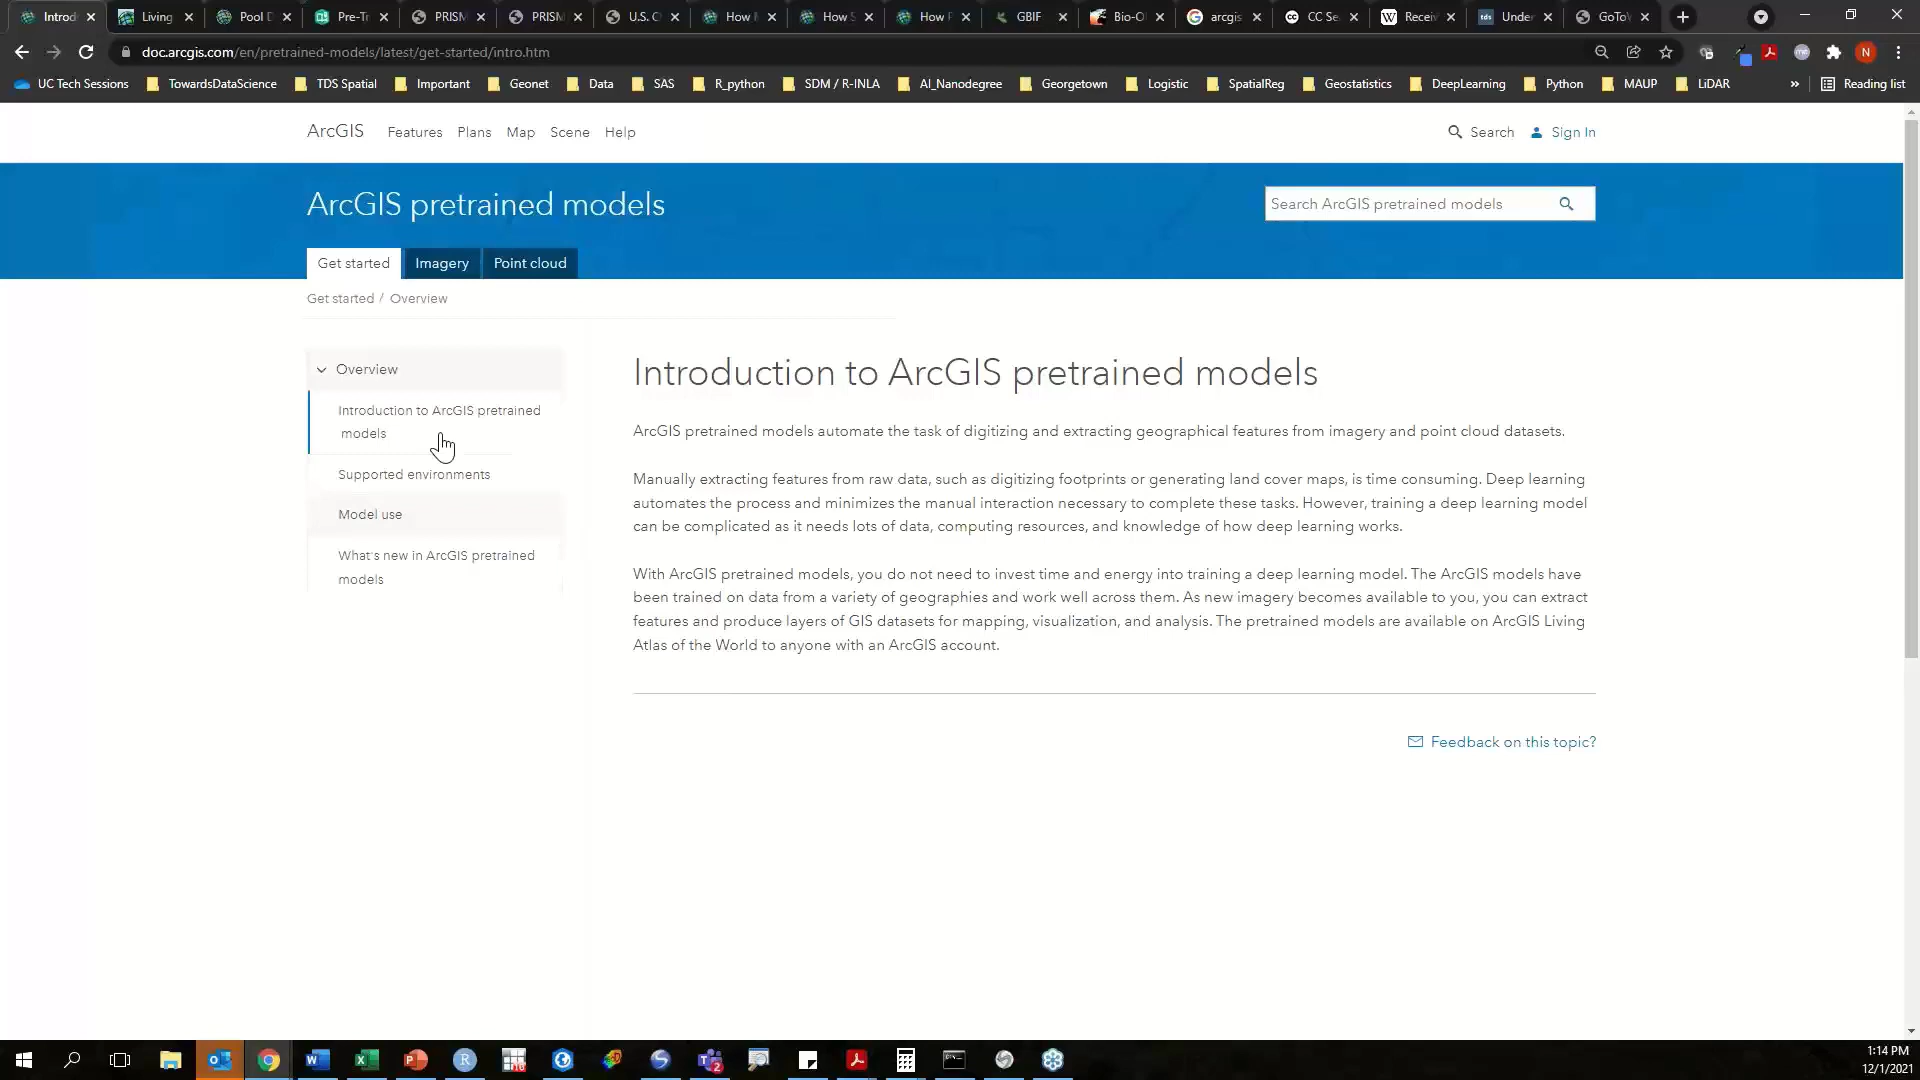 Introd
Living
Pool D
Pre-Tr
PRISM
PRISM
U.S. C
How
How S
How F
GBIF
Bio-O
arcgis
CC Se
Receiv
Under
GoToW
doc.arcgis.com/en/pretrained-models/latest/get-started/intro.htm
UC Tech Sessions
TowardsDataScience
TDS Spatial
Important
Geonet
Data
SAS
R_python
SDM / R-INLA
AI_Nanodegree
Georgetown
Logistic
SpatialReg
Geostatistics
DeepLearning
Python
MAUP
LiDAR
»
Reading list
ArcGIS Features Plans Map Scene Help
Search
Sign In
ArcGIS pretrained models
Search ArcGIS pretrained models
Get started
Imagery
Point cloud
Get started / Overview
Overview
Introduction to ArcGIS pretrained
models
Supported environments
Model use
What's new in ArcGIS pretrained
models
Introduction to ArcGIS pretrained models
ArcGIS pretrained models automate the task of digitizing and extracting geographical features from imagery and point cloud datasets.
Manually extracting features from raw data, such as digitizing footprints or generating land cover maps, is time consuming. Deep learning
automates the process and minimizes the manual interaction necessary to complete these tasks. However, training a deep learning model
can be complicated as it needs lots of data, computing resources, and knowledge of how deep learning works.
With ArcGIS pretrained models, you do not need to invest time and energy into training a deep learning model. The ArcGIS models have
been trained on data from a variety of geographies and work well across them. As new imagery becomes available to you, you can extract
features and produce layers of GIS datasets for mapping, visualization, and analysis. The pretrained models are available on ArcGIS Living
Atlas of the World to anyone with an ArcGIS account.
Feedback on this topic?
1:14 PM
12/1/2021